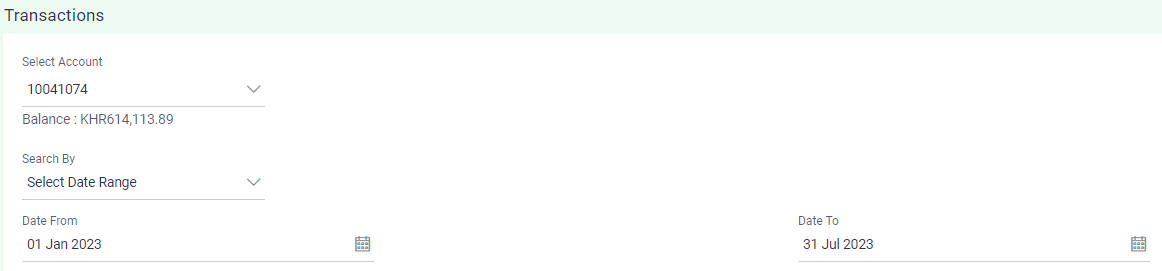 Transactions
Select Account
10041074
Balance : KHR614,113.89
Search By
Select Date Range
Date From
Date To
01 Jan 2023
31 Jul 2023